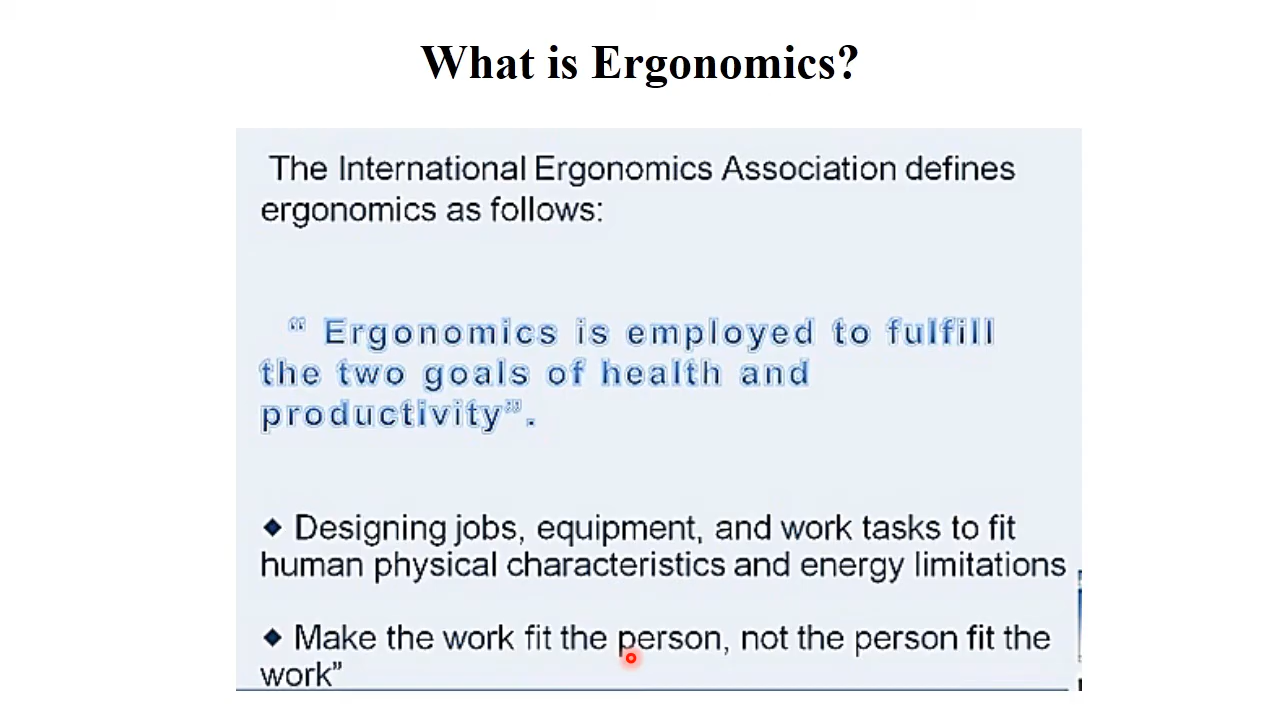 What is Ergonomics?
The International Ergonomics Association defines
ergonomics as follows:
“ Ergonomics is employed to fulfill
the two goals of health and
productivity”.
◆ Designing jobs, equipment, and work tasks to fit
human physical characteristics and energy limitations
◆ Make the work fit the person, not the person fit the
work”